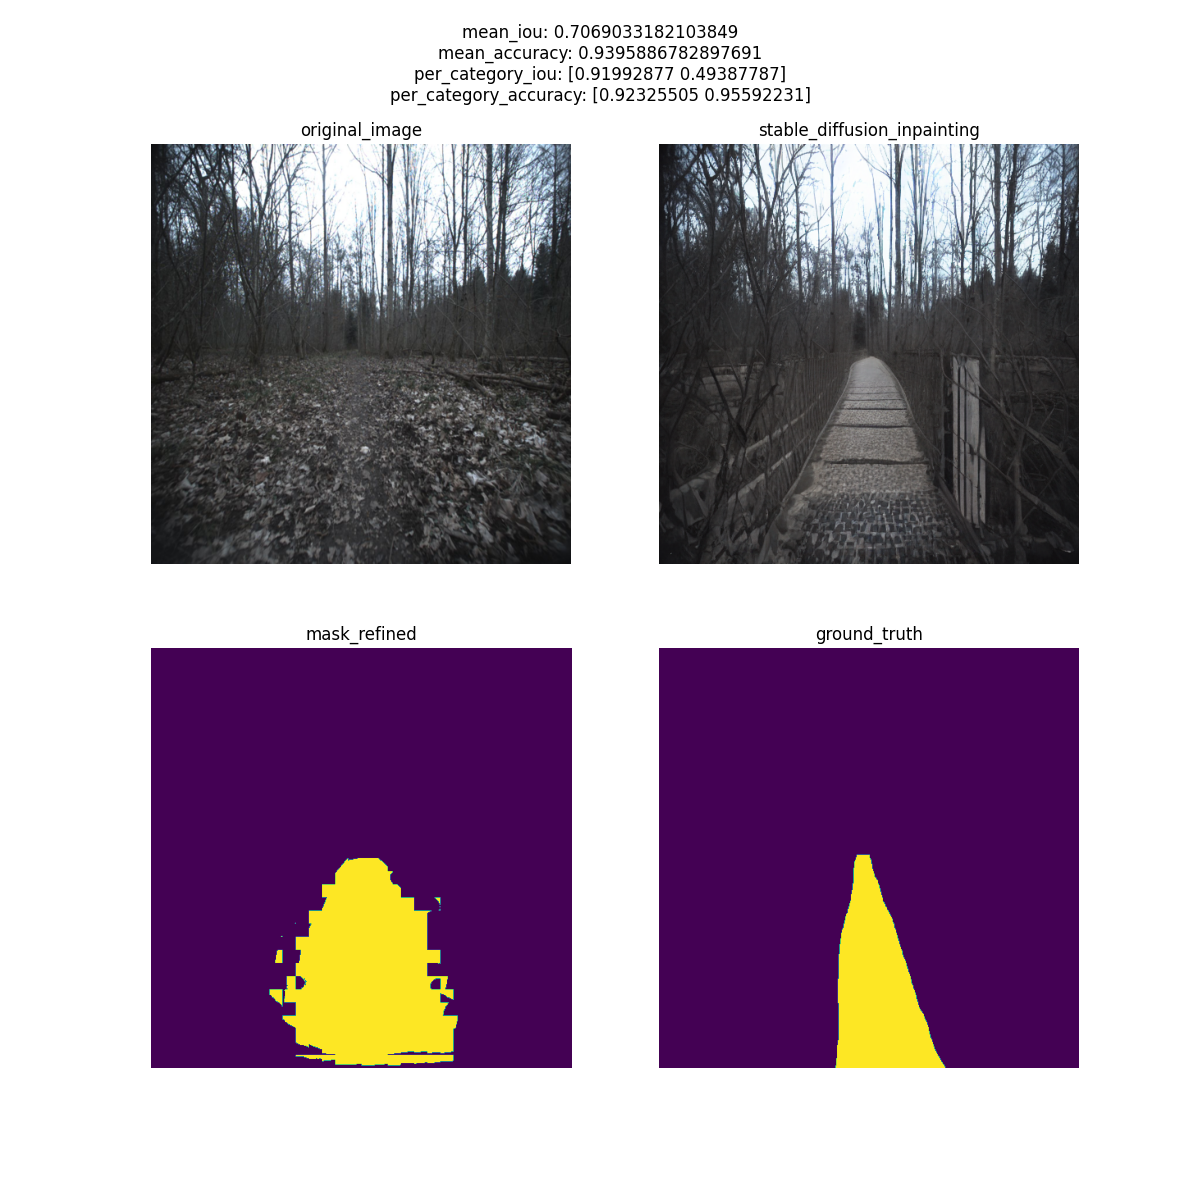 mean_iou: 0.7069033182103849
mean_accuracy: 0.9395886782897691
per_category_iou: [0.91992877 0.49387787]
per_category_accuracy: [0.92325505 0.95592231]
original_image
stable_diffusion_inpainting
mask_refined
ground_truth